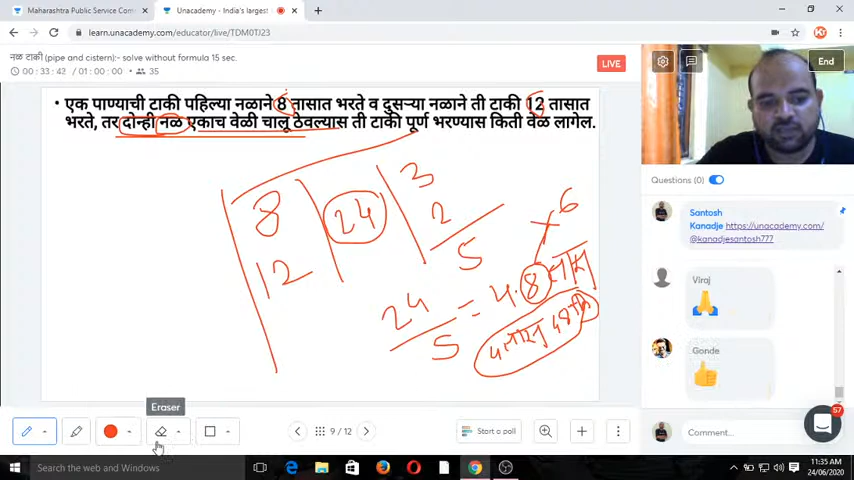 Maharashtra Public Service Com
Unacademy - India's largest
unacademy.com/educator/live/TDM0TI23
नळ टाकी (pipe and cistern):- solve without formula 15 sec.
00:33:42 / 01:00:00 35
LIVE
End
• एक पाण्याची टाकी पहिल्या नळाने 8 तासात भरते व दुसऱ्या नळाने ती टाकी 12 तासात
भरते, तर दोन्ही नळ एकाच वेळी चालू ठेवल्यास ती टाकी पूर्ण भरण्यास किती वेळ लागेल.
8 24 3
12 2
5
×6
24/5 = 4.8 तास
4 तास 48 मि
Questions (0)
Santosh
Kanadje https://unacademy.com/
@kanadjesantosh777
Viraj
Gonde
Eraser
9 / 12
Start a poll
Comment...
57
Search the web and Windows
11:35 AM
24/06/2020